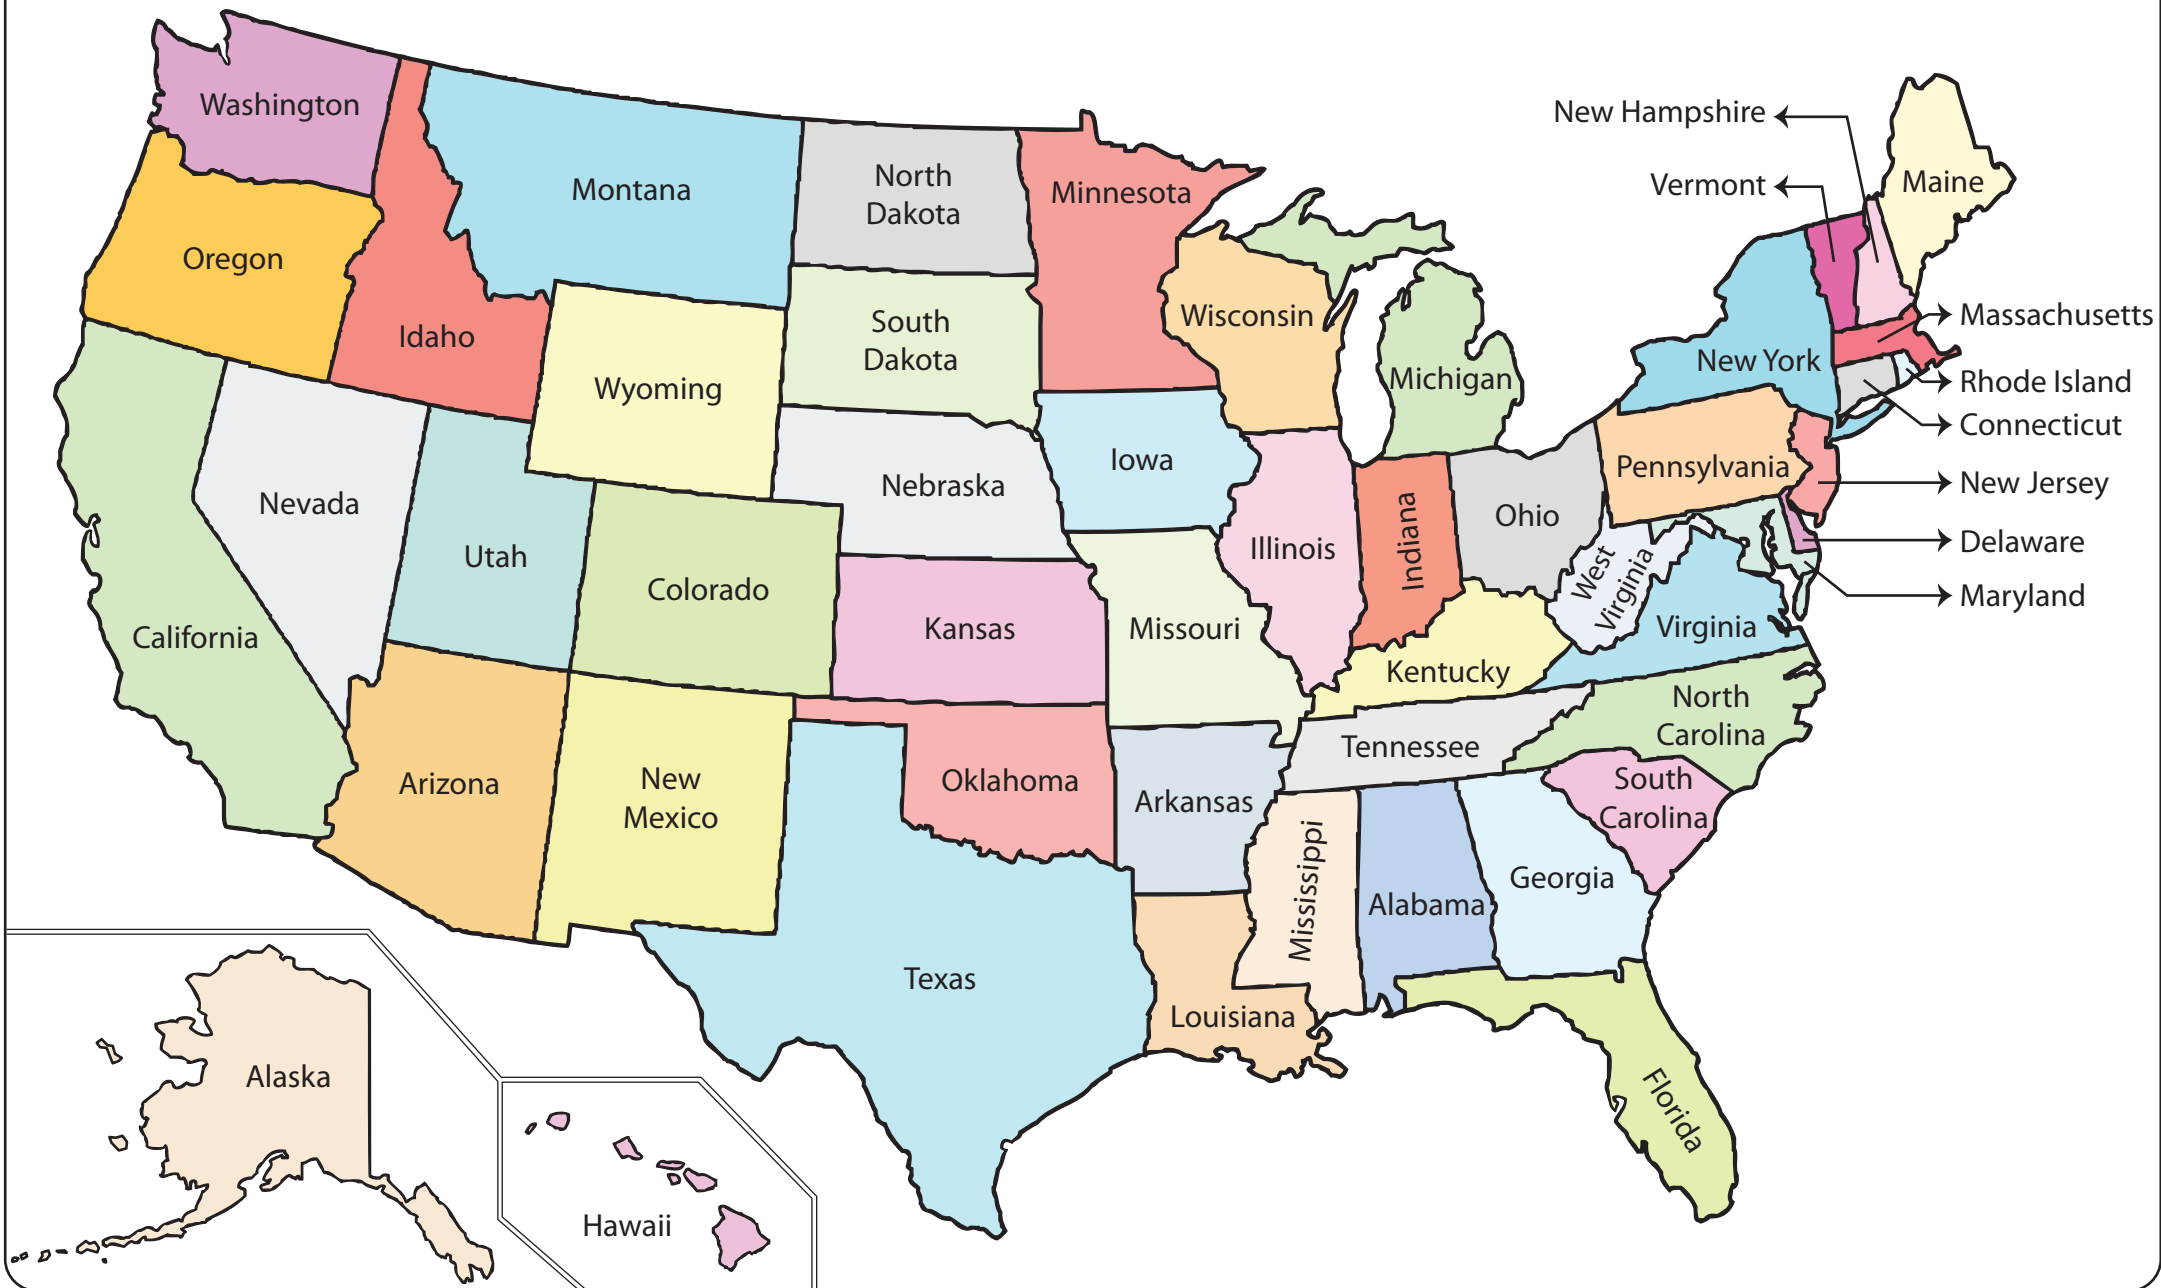 Washington
Oregon
California
Nevada
Idaho
Montana
Wyoming
Utah
Colorado
Arizona
New
Mexico
North
Dakota
South
Dakota
Nebraska
Kansas
Oklahoma
Texas
Minnesota
Iowa
Missouri
Arkansas
Louisiana
Wisconsin
Illinois
Michigan
Indiana
Ohio
Kentucky
Tennessee
Mississippi
Alabama
Georgia
Florida
South
Carolina
North
Carolina
Virginia
West
Virginia
Pennsylvania
New York
New Hampshire
Vermont
Maine
Massachusetts
Rhode Island
Connecticut
New Jersey
Delaware
Maryland
Alaska
Hawaii